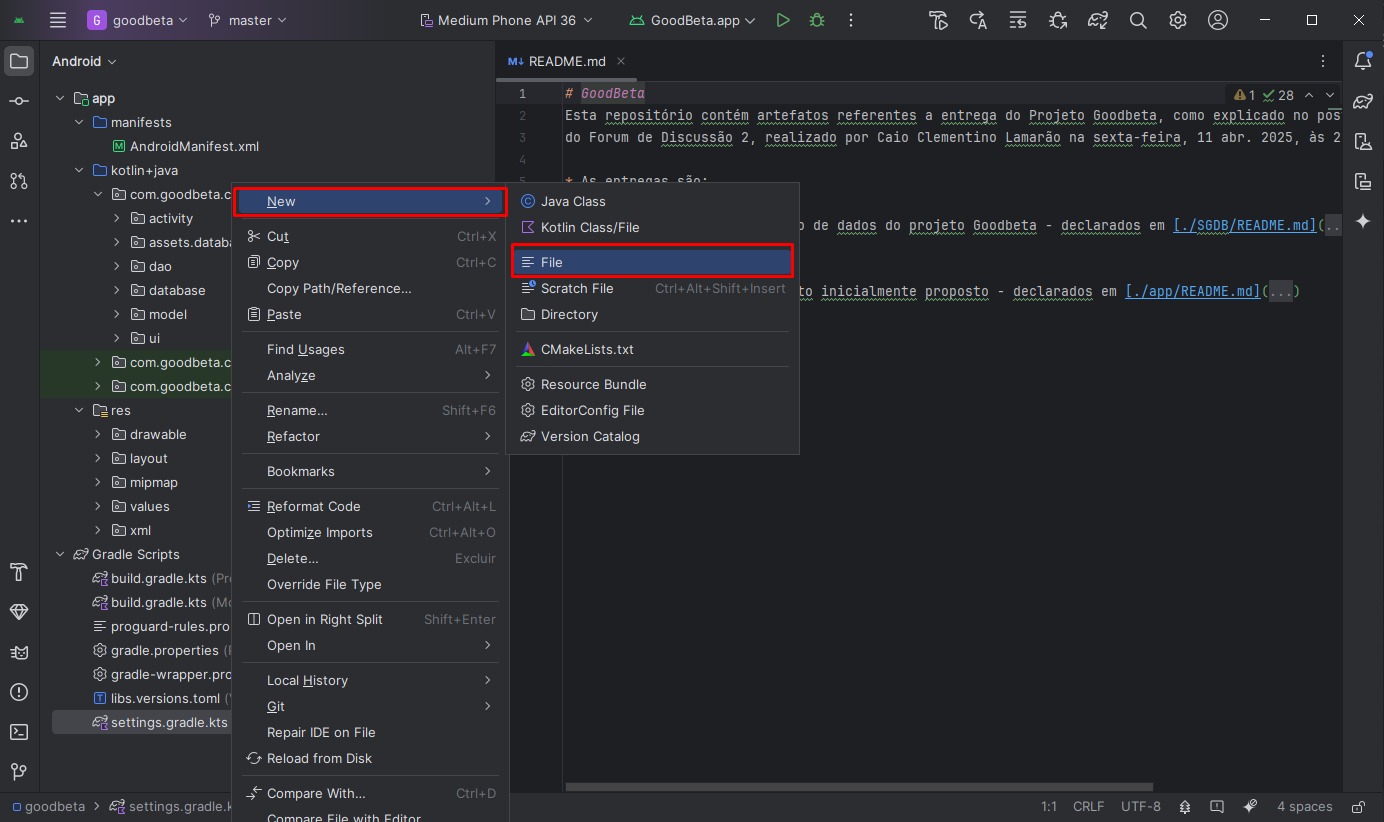 G goodbeta master Medium Phone API 36 GoodBeta.app
Android
app
manifests
M AndroidManifest.xml
kotlin+java
com.goodbeta.c
activity
assets.databa
dao
database
model
ui
com.goodbeta.c
com.goodbeta.c
res
drawable
layout
mipmap
values
xml
Gradle Scripts
build.gradle.kts (Pro
build.gradle.kts (Mo
proguard-rules.pro
gradle.properties (P
gradle-wrapper.pro
T libs.versions.toml (V
settings.gradle.kts
New
Cut Ctrl+X
Copy Ctrl+C
Copy Path/Reference...
Paste Ctrl+V
Find Usages Alt+F7
Analyze
Rename... Shift+F6
Refactor
Bookmarks
Reformat Code Ctrl+Alt+L
Optimize Imports Ctrl+Alt+O
Delete... Excluir
Override File Type
Open in Right Split Shift+Enter
Open In
Local History
Git
Repair IDE on File
Reload from Disk
Compare With... Ctrl+D
Compare File with Editor
C Java Class
Kotlin Class/File
File
Scratch File Ctrl+Alt+Shift+Insert
Directory
CMakeLists.txt
Resource Bundle
EditorConfig File
Version Catalog
M↓ README.md
1 # GoodBeta
1 28
2 Esta repositório contém artefatos referentes a entrega do Projeto Goodbeta, como explicado no pos
3 do Forum de Discussão 2, realizado por Caio Clementino Lamarão na sexta-feira, 11 abr. 2025, às 2
4
5 * As entregas são:
o de dados do projeto Goodbeta - declarados em [./SGDB/README.md](...
to inicialmente proposto - declarados em [./app/README.md](...)
goodbeta > settings.gradle.k
1:1 CRLF UTF-8 4 spaces